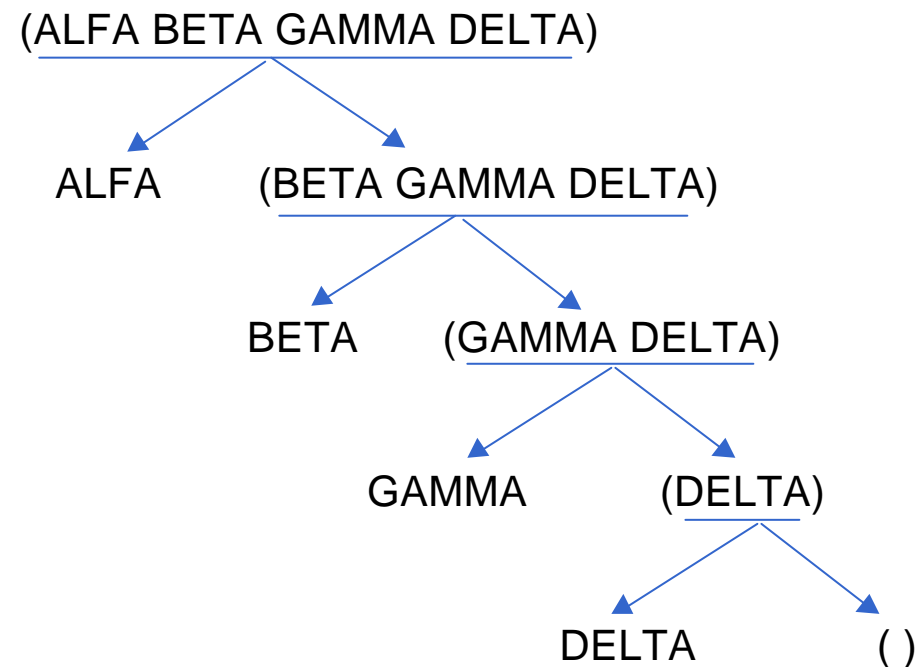 (ALFA BETA GAMMA DELTA)
ALFA (BETA GAMMA DELTA)
BETA (GAMMA DELTA)
GAMMA (DELTA)
DELTA ( )